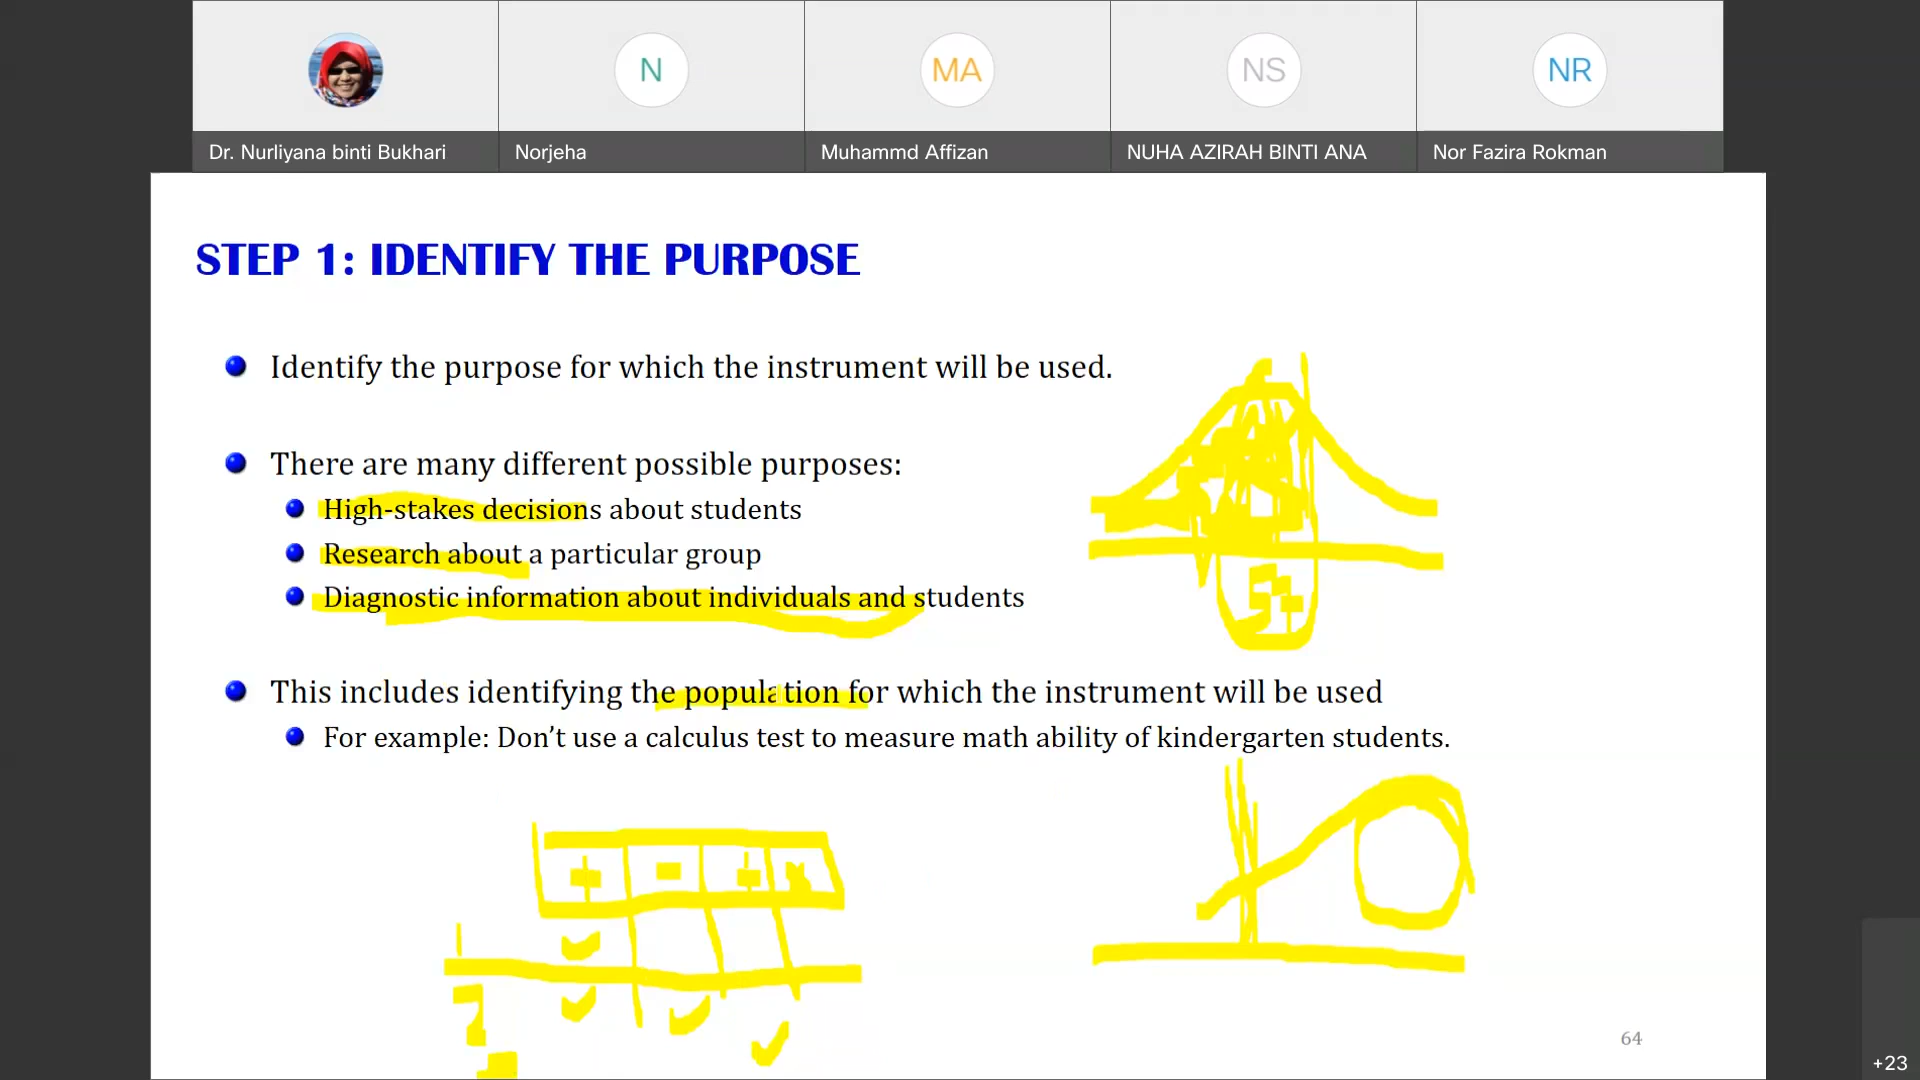 N
MA
NS
NR
Dr. Nurliyana binti Bukhari
Norjeha
Muhammd Affizan
NUHA AZIRAH BINTI ANA
Nor Fazira Rokman
STEP 1: IDENTIFY THE PURPOSE
Identify the purpose for which the instrument will be used.
There are many different possible purposes:
High-stakes decisions about students
Research about a particular group
Diagnostic information about individuals and students
This includes identifying the population for which the instrument will be used
For example: Don’t use a calculus test to measure math ability of kindergarten students.
64
+23